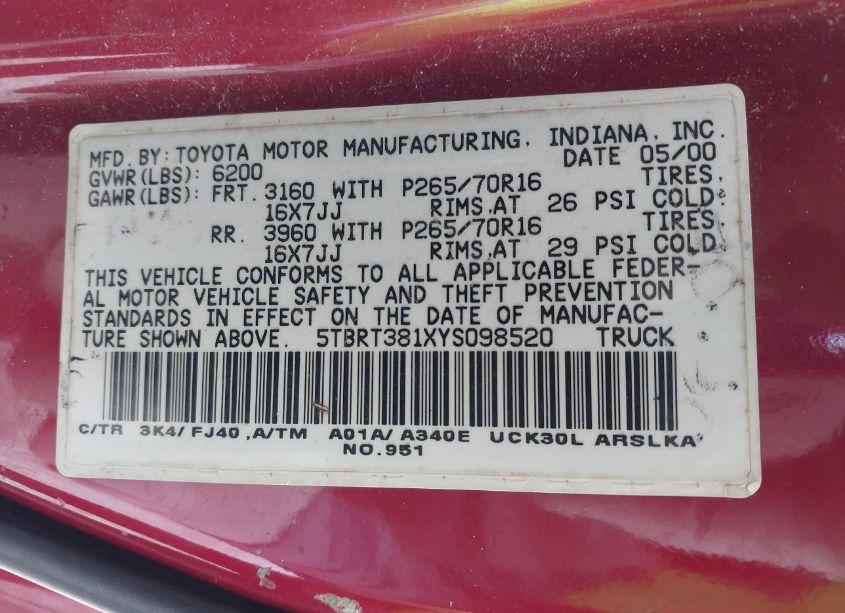 MFD. BY: TOYOTA MOTOR MANUFACTURING, INDIANA, INC.
GVWR(LBS): 6200 DATE 05/00
GAWR(LBS): FRT. 3160 WITH P265/70R16 TIRES,
16X7JJ RIMS,AT 26 PSI COLD.
RR. 3960 WITH P265/70R16 TIRES,
16X7JJ RIMS,AT 29 PSI COLD.
THIS VEHICLE CONFORMS TO ALL APPLICABLE FEDER-
AL MOTOR VEHICLE SAFETY AND THEFT PREVENTION
STANDARDS IN EFFECT ON THE DATE OF MANUFAC-
TURE SHOWN ABOVE. 5TBRT381XYS098520 TRUCK
C/TR 3K4/ FJ40 ,A/TM A01A/ A340E UCK30L ARSLKA
NO.951